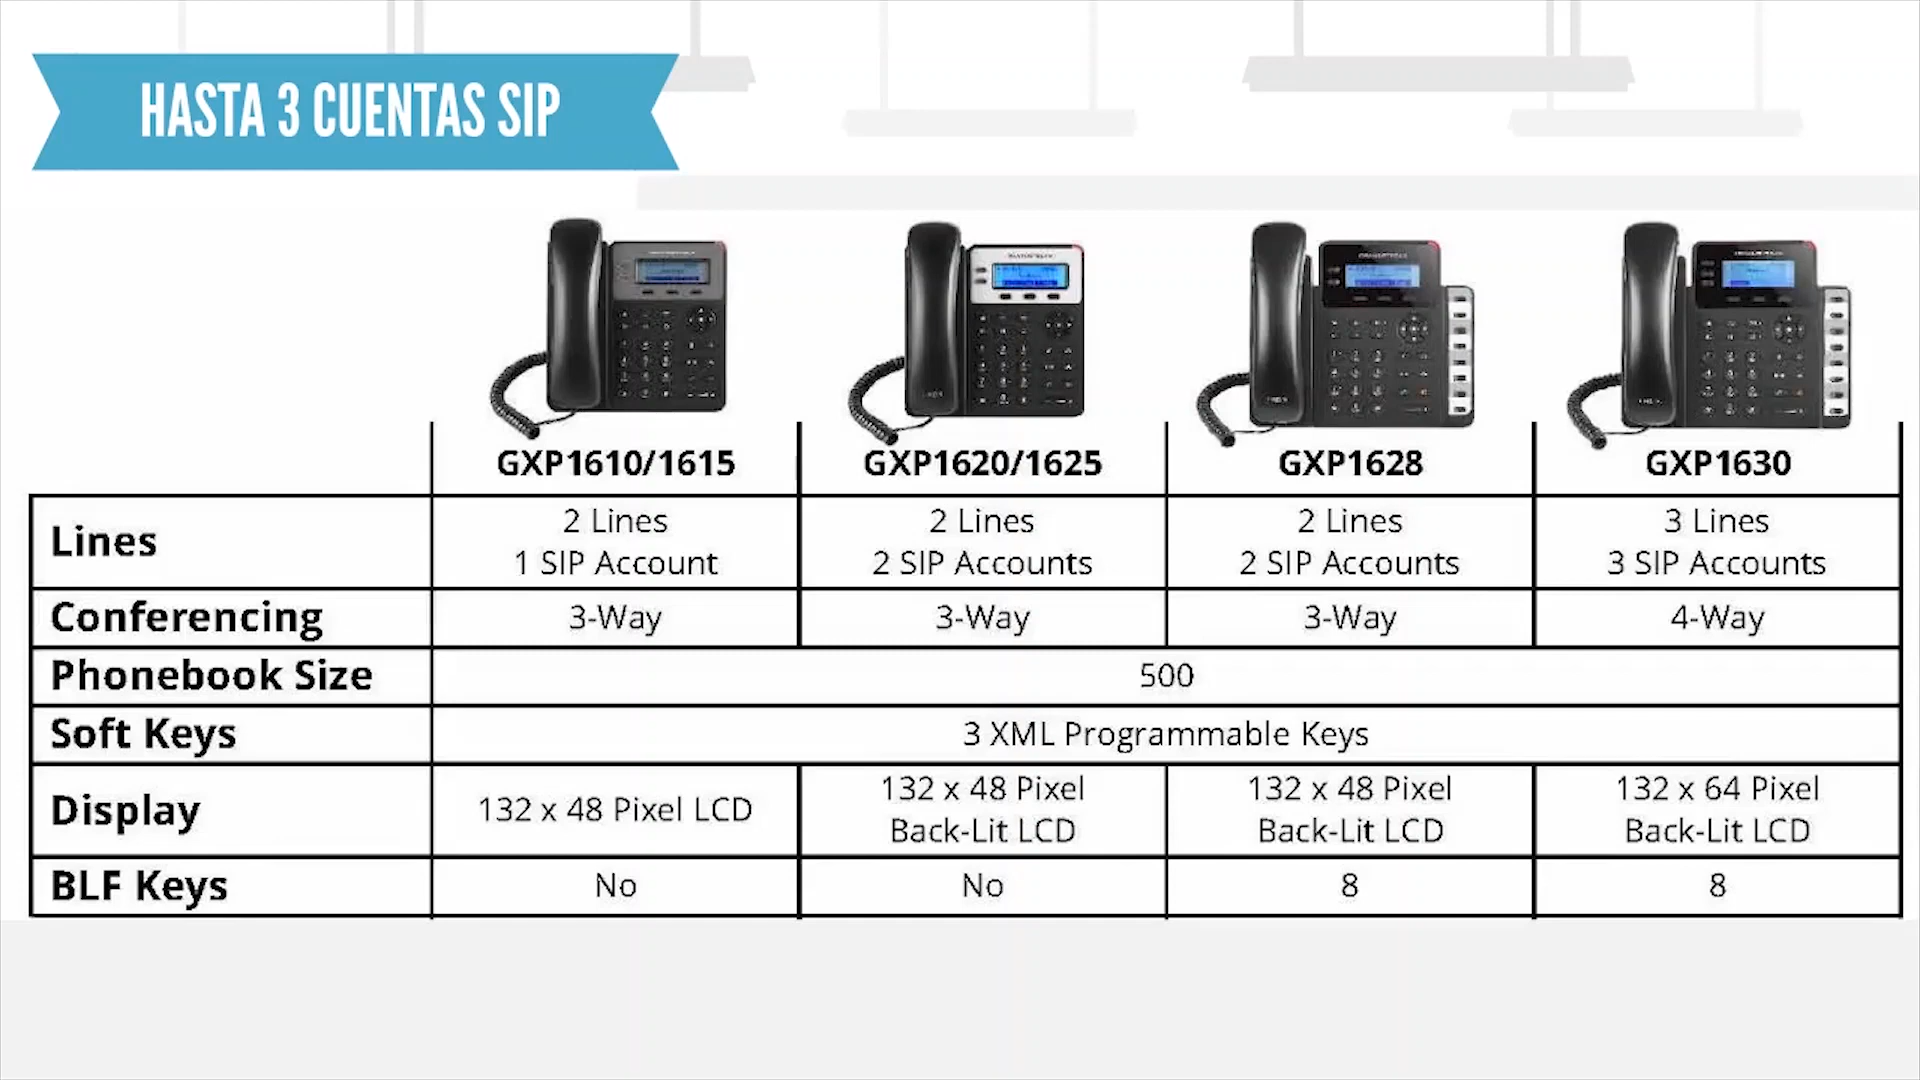 HASTA 3 CUENTAS SIP
GXP1610/1615 GXP1620/1625 GXP1628 GXP1630
Lines
2 Lines
1 SIP Account
2 Lines
2 SIP Accounts
2 Lines
2 SIP Accounts
3 Lines
3 SIP Accounts
Conferencing 3-Way 3-Way 3-Way 4-Way
Phonebook Size 500
Soft Keys 3 XML Programmable Keys
Display
132 x 48 Pixel LCD
132 x 48 Pixel
Back-Lit LCD
132 x 48 Pixel
Back-Lit LCD
132 x 64 Pixel
Back-Lit LCD
BLF Keys No No 8 8